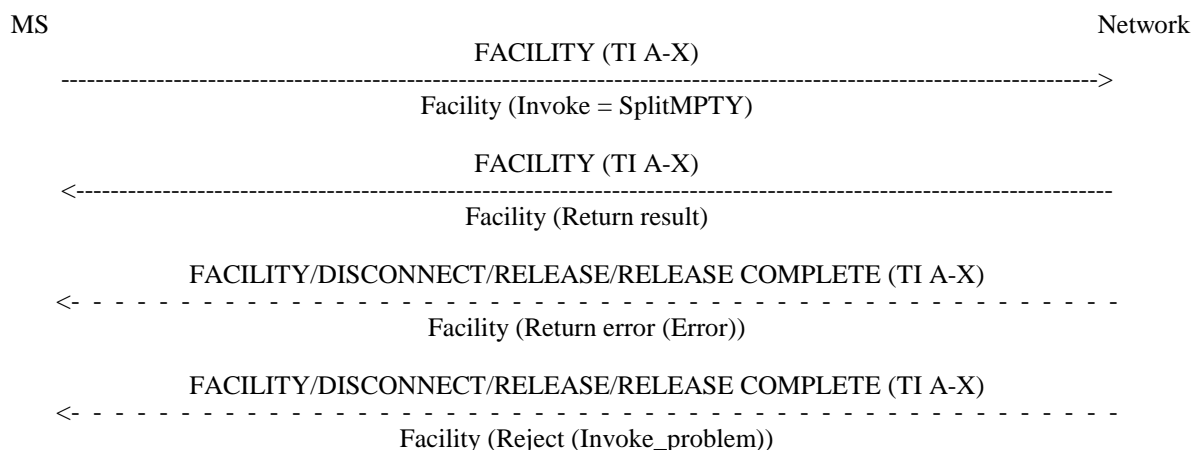 MS Network
FACILITY (TI A-X)
------------------------------------------------------------------------------------------------------------------------------------------------------>
Facility (Invoke = SplitMPTY)
FACILITY (TI A-X)
<------------------------------------------------------------------------------------------------------------------------------------------------------
Facility (Return result)
FACILITY/DISCONNECT/RELEASE/RELEASE COMPLETE (TI A-X)
<- - - - - - - - - - - - - - - - - - - - - - - - - - - - - - - - - - - - - - -
Facility (Return error (Error))
FACILITY/DISCONNECT/RELEASE/RELEASE COMPLETE (TI A-X)
<- - - - - - - - - - - - - - - - - - - - - - - - - - - - - - - - - - - - - - -
Facility (Reject (Invoke_problem))